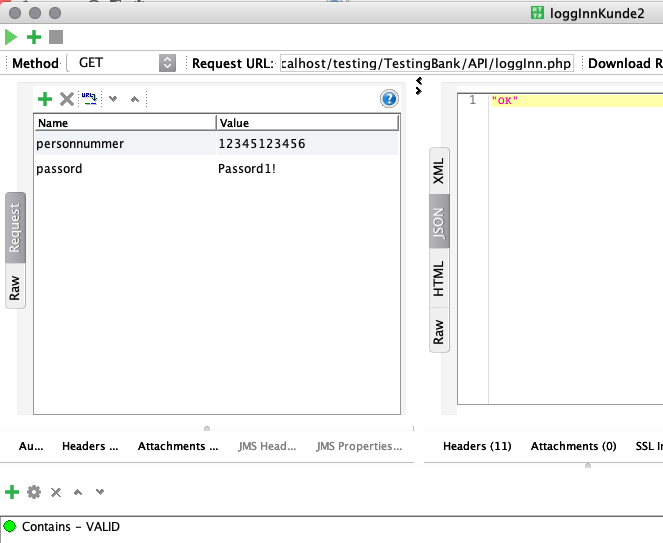 loggInnKunde2
Method GET Request URL: calhost/testing/TestingBank/API/loggInn.php Download R
URL
Name Value
personnummer 12345123456
passord Passord1!
Request
Raw
1 "OK"
XML
JSON
HTML
Raw
Au... Headers ... Attachments ... JMS Head... JMS Properties...
Headers (11) Attachments (0) SSL In
Contains - VALID